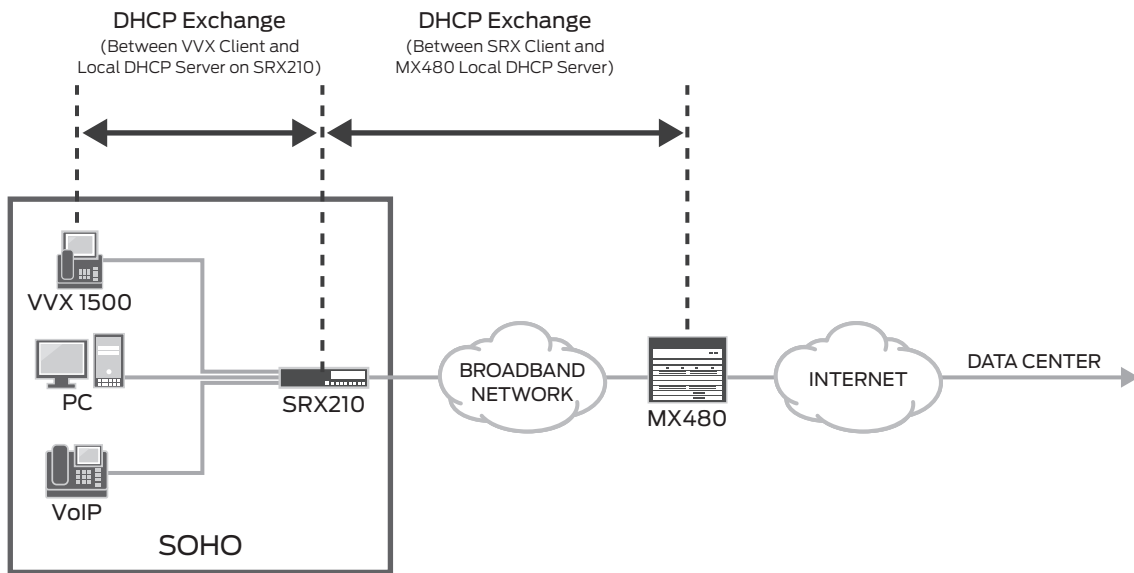 DHCP Exchange
(Between VVX Client and
Local DHCP Server on SRX210)
DHCP Exchange
(Between SRX Client and
MX480 Local DHCP Server)
VVX 1500
PC
VoIP
SOHO
SRX210
BROADBAND
NETWORK
MX480
INTERNET
DATA CENTER